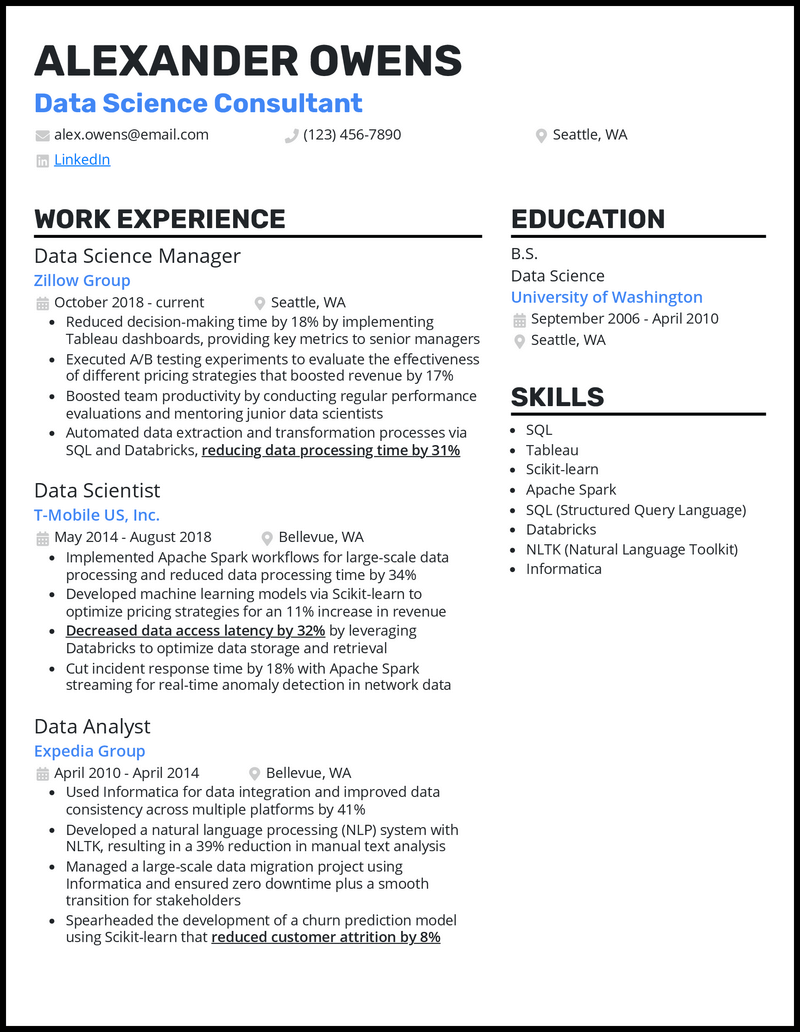 ALEXANDER OWENS
Data Science Consultant
alex.owens@email.com (123) 456-7890 Seattle, WA
LinkedIn
WORK EXPERIENCE
Data Science Manager
Zillow Group
October 2018 - current Seattle, WA
• Reduced decision-making time by 18% by implementing
Tableau dashboards, providing key metrics to senior managers
• Executed A/B testing experiments to evaluate the effectiveness
of different pricing strategies that boosted revenue by 17%
• Boosted team productivity by conducting regular performance
evaluations and mentoring junior data scientists
• Automated data extraction and transformation processes via
SQL and Databricks, reducing data processing time by 31%
Data Scientist
T-Mobile US, Inc.
May 2014 - August 2018 Bellevue, WA
• Implemented Apache Spark workflows for large-scale data
processing and reduced data processing time by 34%
• Developed machine learning models via Scikit-learn to
optimize pricing strategies for an 11% increase in revenue
• Decreased data access latency by 32% by leveraging
Databricks to optimize data storage and retrieval
• Cut incident response time by 18% with Apache Spark
streaming for real-time anomaly detection in network data
Data Analyst
Expedia Group
April 2010 - April 2014 Bellevue, WA
• Used Informatica for data integration and improved data
consistency across multiple platforms by 41%
• Developed a natural language processing (NLP) system with
NLTK, resulting in a 39% reduction in manual text analysis
• Managed a large-scale data migration project using
Informatica and ensured zero downtime plus a smooth
transition for stakeholders
• Spearheaded the development of a churn prediction model
using Scikit-learn that reduced customer attrition by 8%
EDUCATION
B.S.
Data Science
University of Washington
September 2006 - April 2010
Seattle, WA
SKILLS
• SQL
• Tableau
• Scikit-learn
• Apache Spark
• SQL (Structured Query Language)
• Databricks
• NLTK (Natural Language Toolkit)
• Informatica